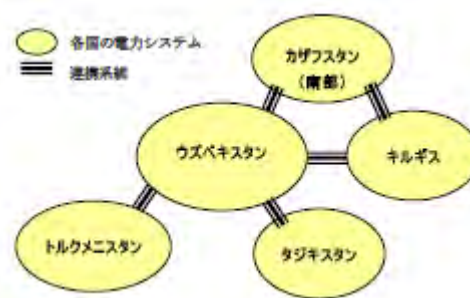 各国の電力システム
連携系統
カザフスタン
(南部)
ウズベキスタン
キルギス
トルクメニスタン
タジキスタン